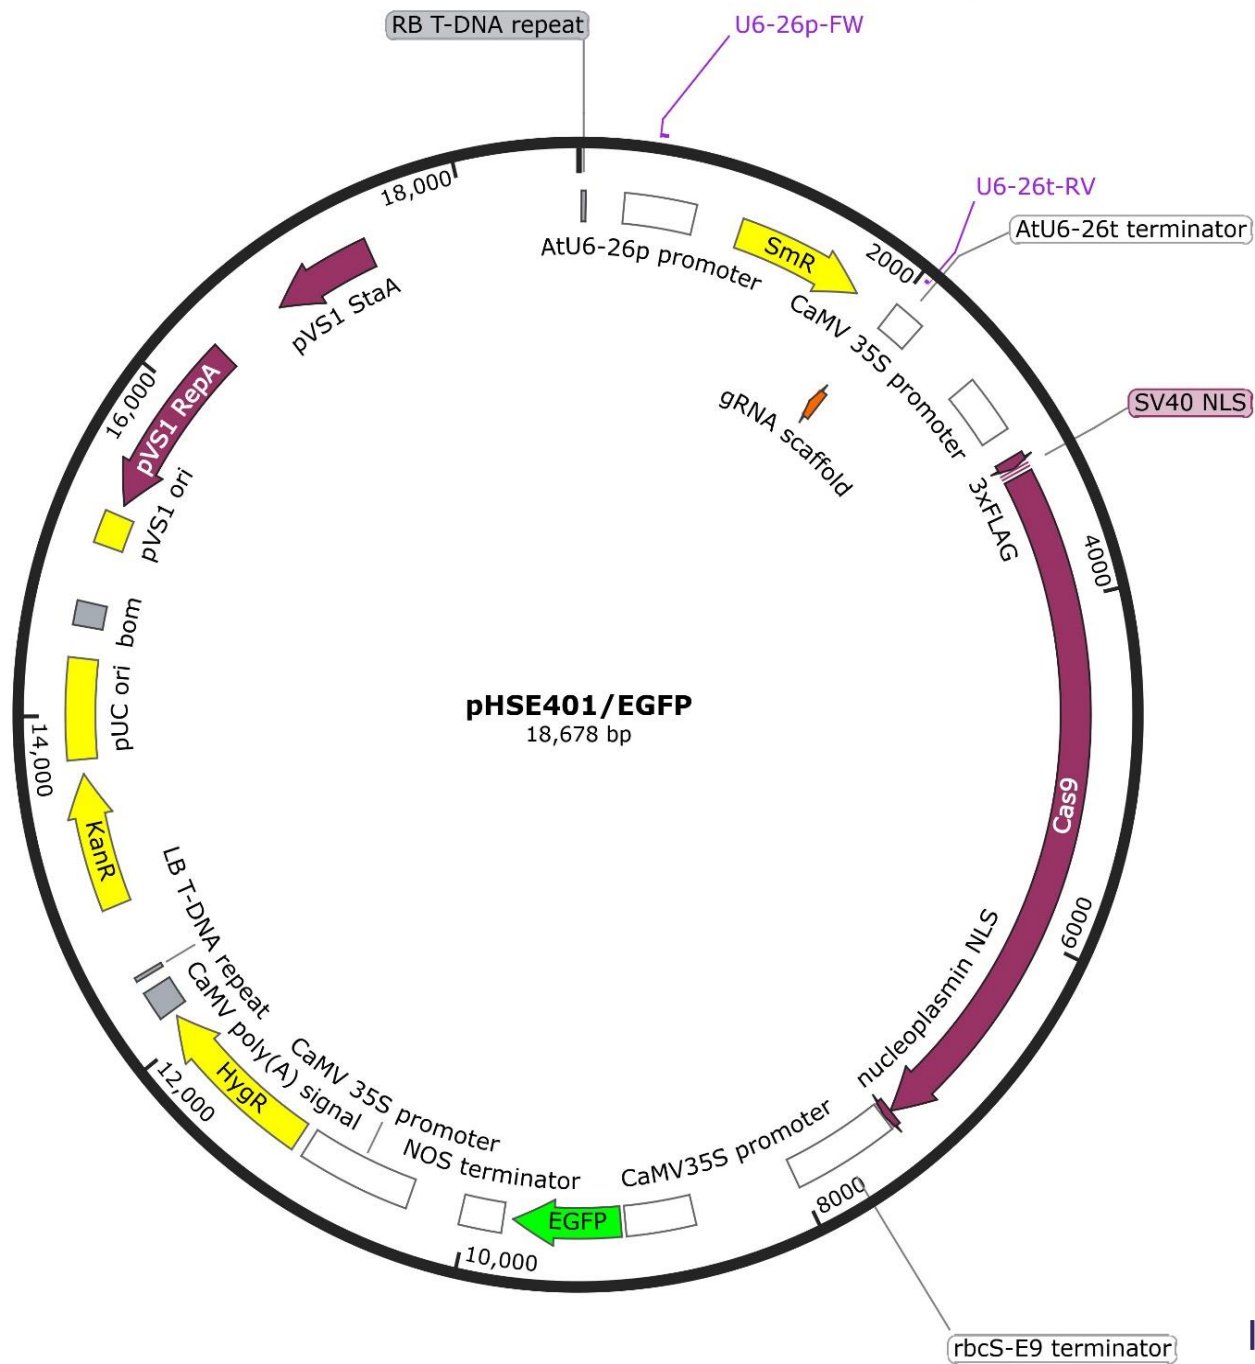 RB T-DNA repeat
U6-26p-FW
U6-26t-RV
AtU6-26t terminator
18,000
2000
AtU6-26p promoter
SmR
pVS1 StaA
CaMV 35S promoter
16,000
pVS1 RepA
gRNA scaffold
SV40 NLS
pVS1 ori
3xFLAG
4000
bom
pUC ori
pHSE401/EGFP
18,678 bp
14,000
Cas9
KanR
LB T-DNA repeat
6000
nucleoplasmin NLS
CaMV poly(A) signal
CaMV 35S promoter
12,000
HygR
NOS terminator
CaMV35S promoter
8000
EGFP
10,000
rbcS-E9 terminator